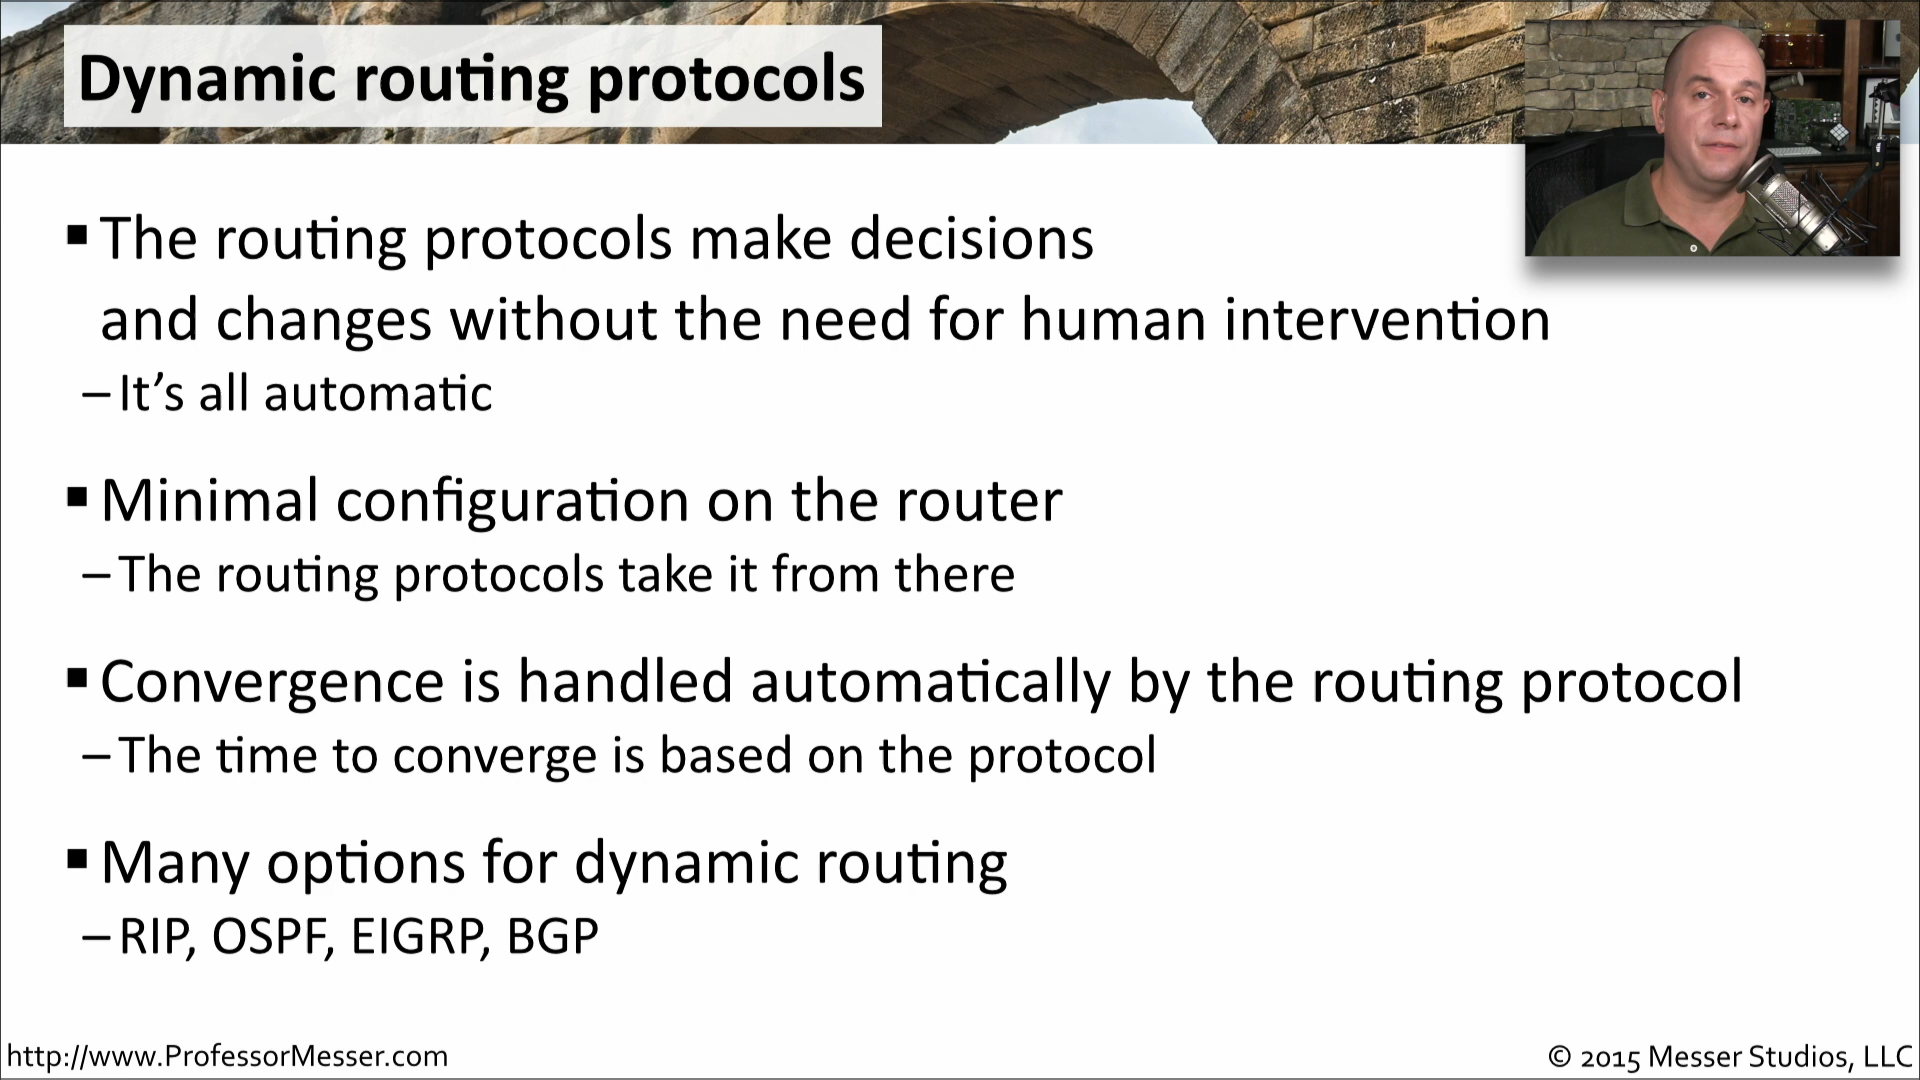 Dynamic routing protocols
▪ The routing protocols make decisions
and changes without the need for human intervention
– It’s all automatic
▪ Minimal configuration on the router
– The routing protocols take it from there
▪ Convergence is handled automatically by the routing protocol
– The time to converge is based on the protocol
▪ Many options for dynamic routing
– RIP, OSPF, EIGRP, BGP
http://www.ProfessorMesser.com
© 2015 Messer Studios, LLC